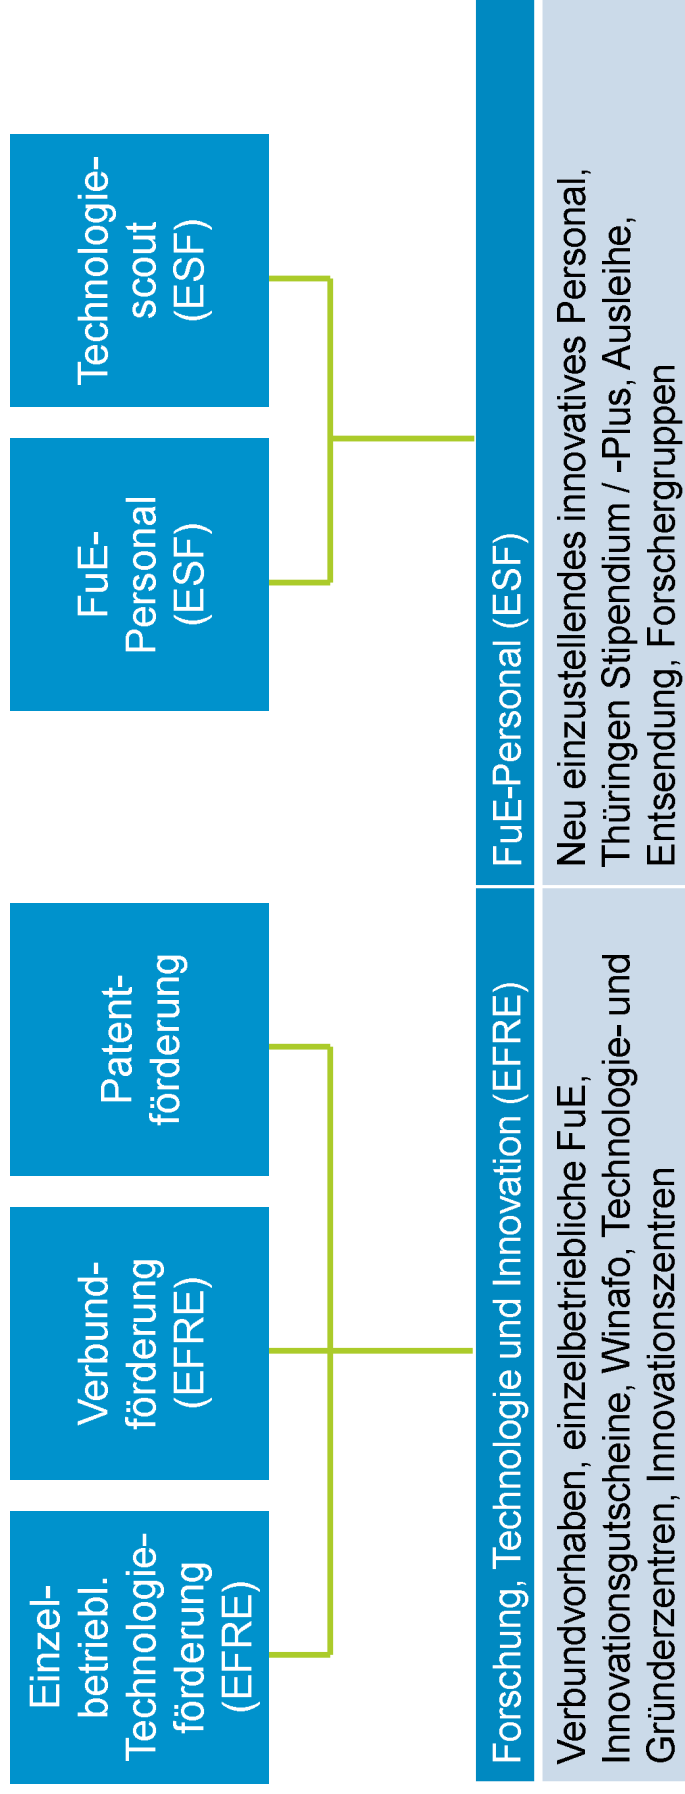 Einzel-
betriebl.
Technologie-
förderung
(EFRE)
Verbund-
förderung
(EFRE)
Patent-
förderung
FuE-
Personal
(ESF)
Technologie-
scout
(ESF)
Forschung, Technologie und Innovation (EFRE)
FuE-Personal (ESF)
Verbundvorhaben, einzelbetriebliche FuE,
Innovationsgutscheine, Winafo, Technologie- und
Gründerzentren, Innovationszentren
Neu einzustellendes innovatives Personal,
Thüringen Stipendium / -Plus, Ausleihe,
Entsendung, Forschergruppen